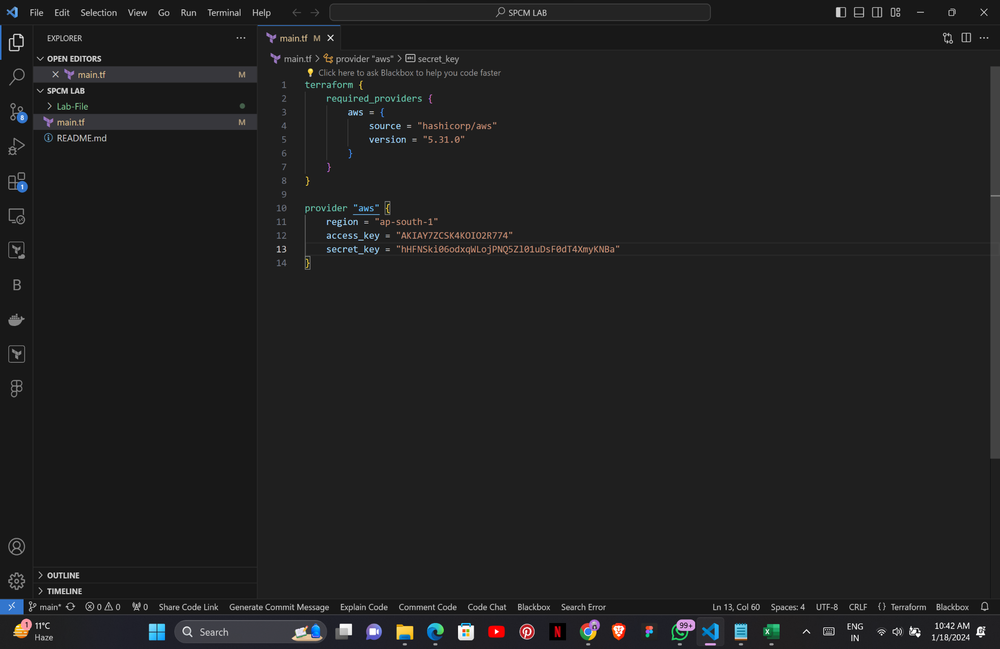 File Edit Selection View Go Run Terminal Help
SPCM LAB
EXPLORER
OPEN EDITORS
main.tf M
SPCM LAB
Lab-File
main.tf M
README.md
OUTLINE
TIMELINE
8
1
B
main.tf M
main.tf > provider "aws" > secret_key
Click here to ask Blackbox to help you code faster
1 terraform {
2 required_providers {
3 aws = {
4 source = "hashicorp/aws"
5 version = "5.31.0"
6 }
7 }
8 }
9
10 provider "aws" {
11 region = "ap-south-1"
12 access_key = "AKIAY7ZCSK4KOIO2R774"
13 secret_key = "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"
14 }
main* 0 0 0 Share Code Link Generate Commit Message Explain Code Comment Code Code Chat Blackbox Search Error Ln 13, Col 60 Spaces: 4 UTF-8 CRLF {} Terraform Blackbox
1 11°C
Haze
Search
99+
ENG
IN
10:42 AM
1/18/2024